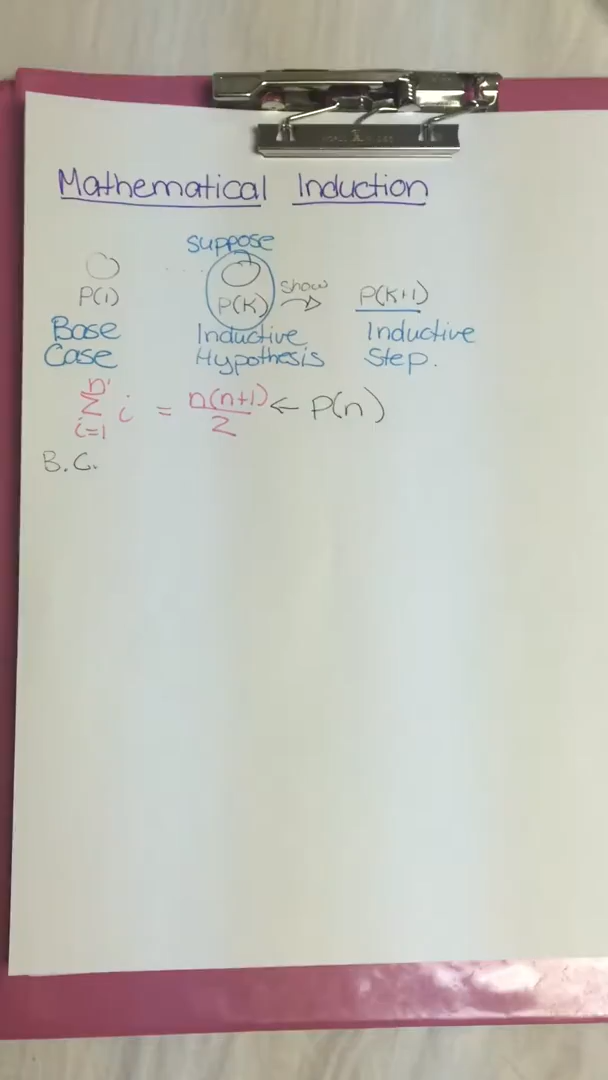 Mathematical Induction
suppose
P(1) P(K) show P(K+1)
Base Inductive Inductive
Case Hypothesis Step.
n
Σ i = n(n+1)/2 ← P(n)
i=1
B.C.